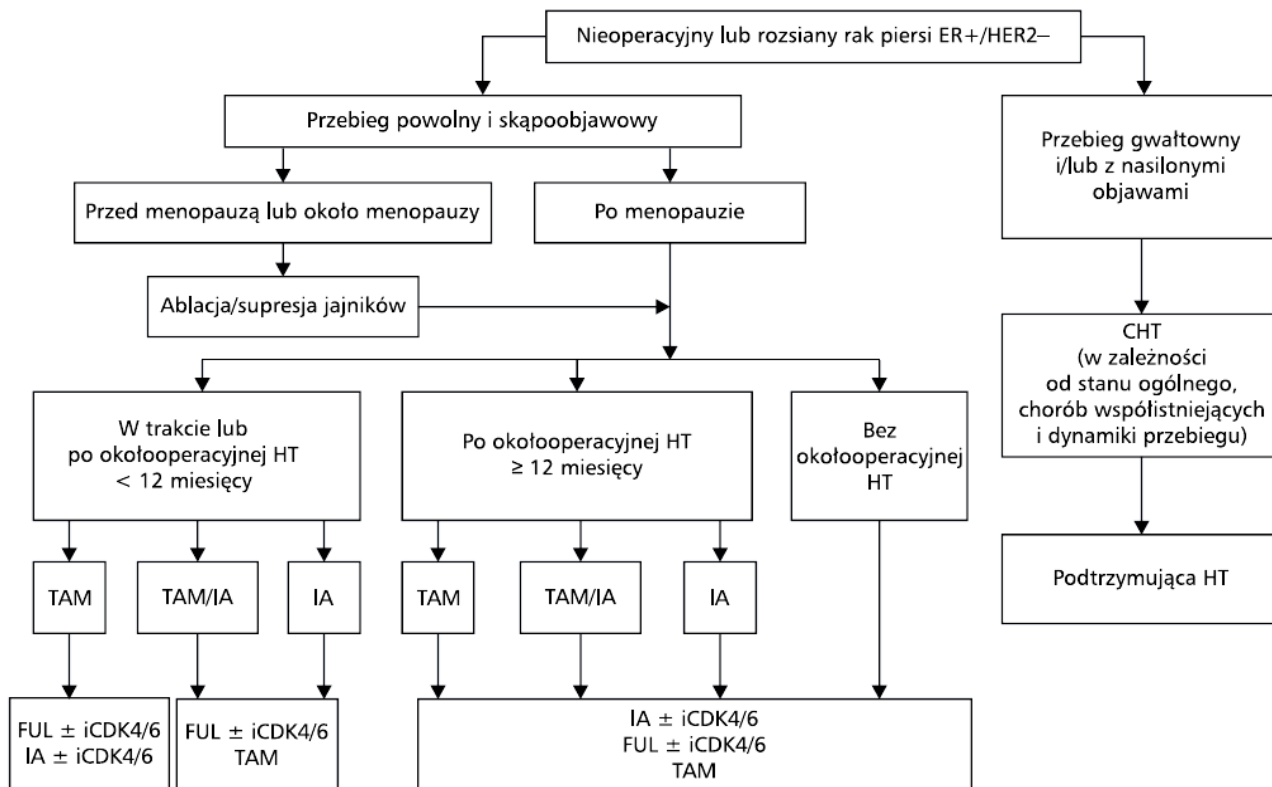 Nieoperacyjny lub rozsiany rak piersi ER+/HER2–
Przebieg powolny i skąpoobjawowy
Przebieg gwałtowny
i/lub z nasilonymi
objawami
Przed menopauzą lub około menopauzy
Po menopauzie
Ablacja/supresja jajników
CHT
(w zależności
od stanu ogólnego,
chorób współistniejących
i dynamiki przebiegu)
W trakcie lub
po okołooperacyjnej HT
< 12 miesięcy
Po okołooperacyjnej HT
≥ 12 miesięcy
Bez
okołooperacyjnej
HT
Podtrzymująca HT
TAM
TAM/IA
IA
TAM
TAM/IA
IA
FUL ± iCDK4/6
IA ± iCDK4/6
FUL ± iCDK4/6
TAM
IA ± iCDK4/6
FUL ± iCDK4/6
TAM